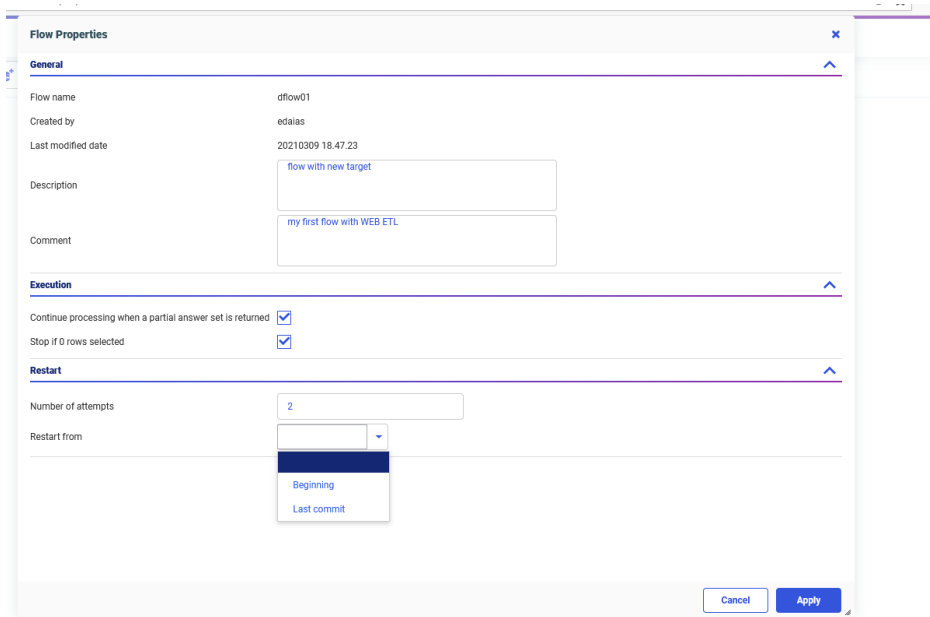 Flow Properties
General
Flow name dflow01
Created by edaias
Last modified date 20210309 18.47.23
Description flow with new target
Comment my first flow with WEB ETL
Execution
Continue processing when a partial answer set is returned
Stop if 0 rows selected
Restart
Number of attempts 2
Restart from
Beginning
Last commit
Cancel Apply